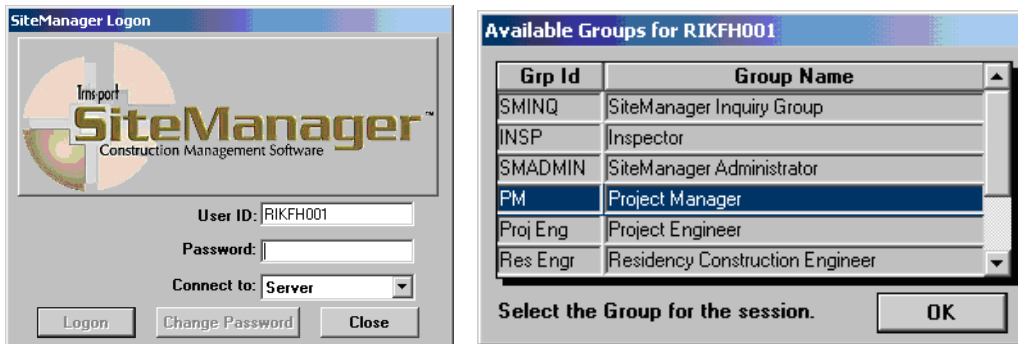 SiteManager Logon
Trns·port
SiteManager™
Construction Management Software
User ID: RIKFH001
Password:
Connect to: Server
Logon Change Password Close
Available Groups for RIKFH001
Grp Id Group Name
SMINQ SiteManager Inquiry Group
INSP Inspector
SMADMIN SiteManager Administrator
PM Project Manager
Proj Eng Project Engineer
Res Engr Residency Construction Engineer
Select the Group for the session. OK